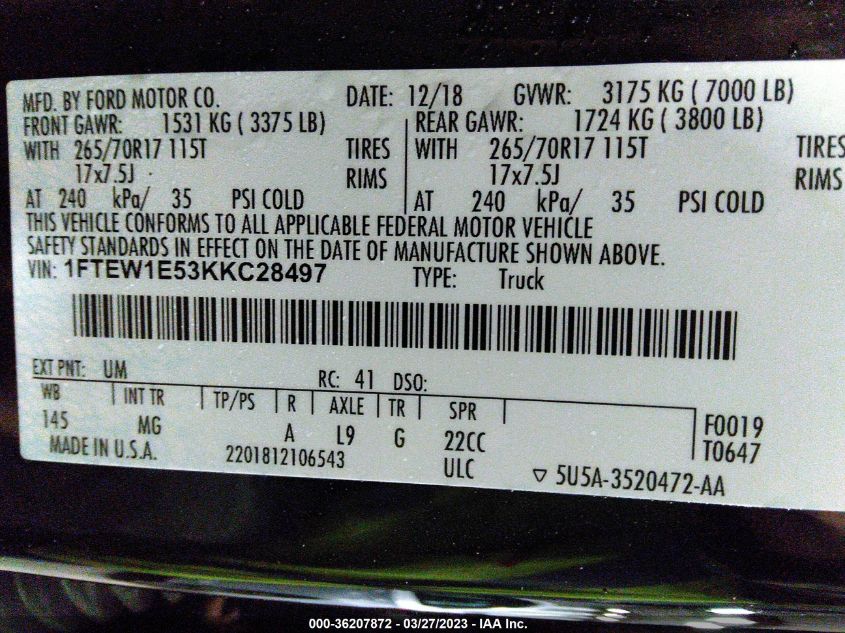 MFD. BY FORD MOTOR CO. DATE: 12/18 GVWR: 3175 KG ( 7000 LB)
FRONT GAWR: 1531 KG ( 3375 LB) REAR GAWR: 1724 KG ( 3800 LB)
WITH 265/70R17 115T TIRES WITH 265/70R17 115T TIRES
17x7.5J RIMS 17x7.5J RIMS
AT 240 kPa/ 35 PSI COLD AT 240 kPa/ 35 PSI COLD
THIS VEHICLE CONFORMS TO ALL APPLICABLE FEDERAL MOTOR VEHICLE
SAFETY STANDARDS IN EFFECT ON THE DATE OF MANUFACTURE SHOWN ABOVE.
VIN: 1FTEW1E53KKC28497 TYPE: Truck
EXT PNT: UM RC: 41 DSO:
WB INT TR TP/PS R AXLE TR SPR
145 MG A L9 G 22CC F0019
MADE IN U.S.A. 2201812106543 ULC T0647
▽ 5U5A-3520472-AA
000-36207872 - 03/27/2023 - IAA Inc.